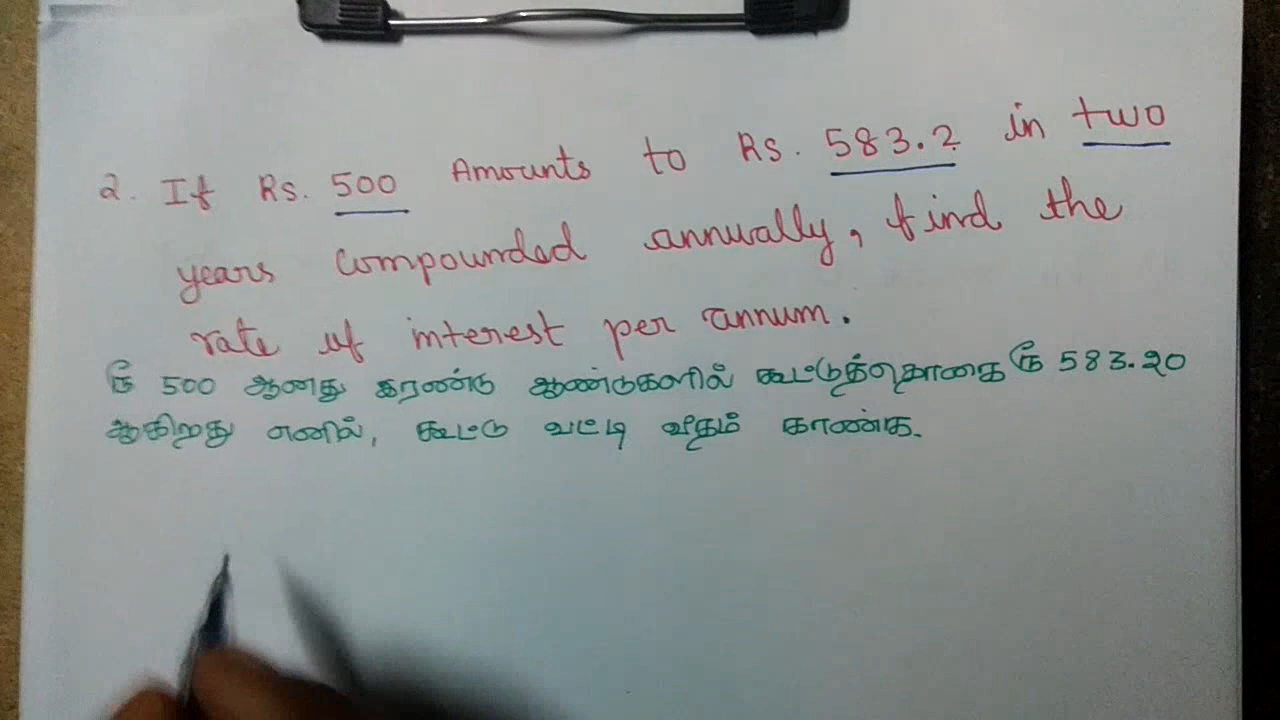 2. If Rs. 500 Amounts to Rs. 583.2 in two
years compounded annually, find the
rate of interest per annum.
ரூ 500 ஆனது இரண்டு ஆண்டுகளில் கூட்டுத்தொகை ரூ 583.20
ஆகிறது எனில், கூட்டு வட்டி வீதம் காண்க.